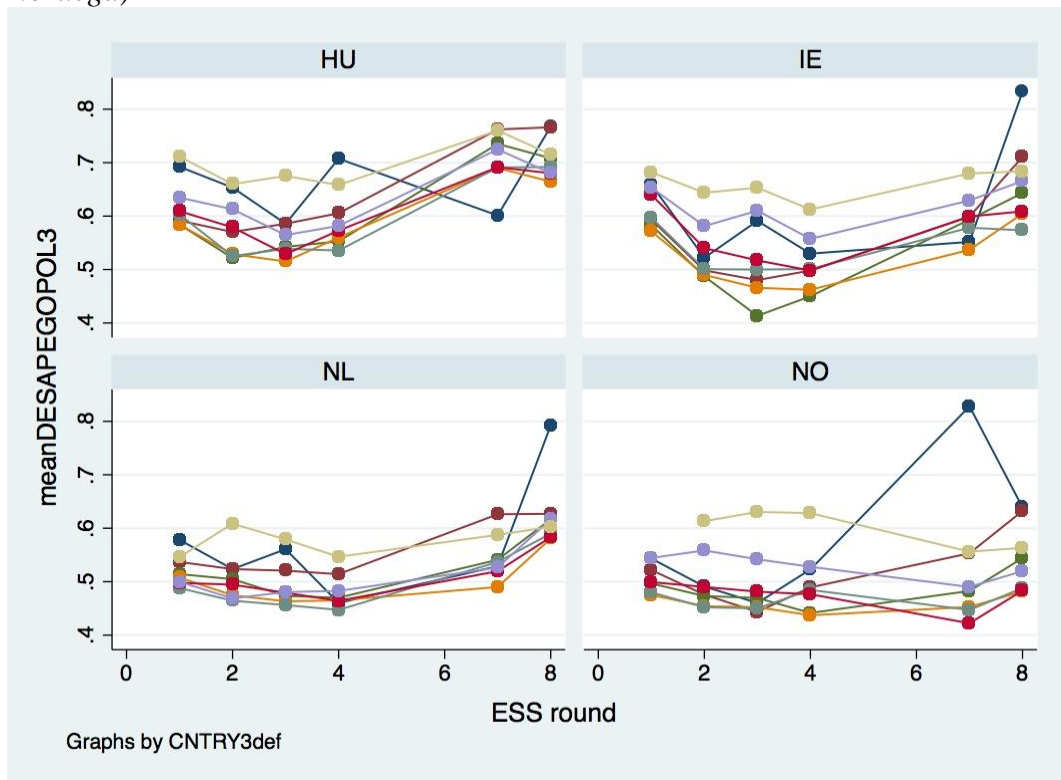 HU
IE
.8
.7
.6
.5
.4
NL
NO
.8
.7
.6
.5
.4
meanDESAPEGOPOL3
0 2 4 6 8
0 2 4 6 8
ESS round
Graphs by CNTRY3def